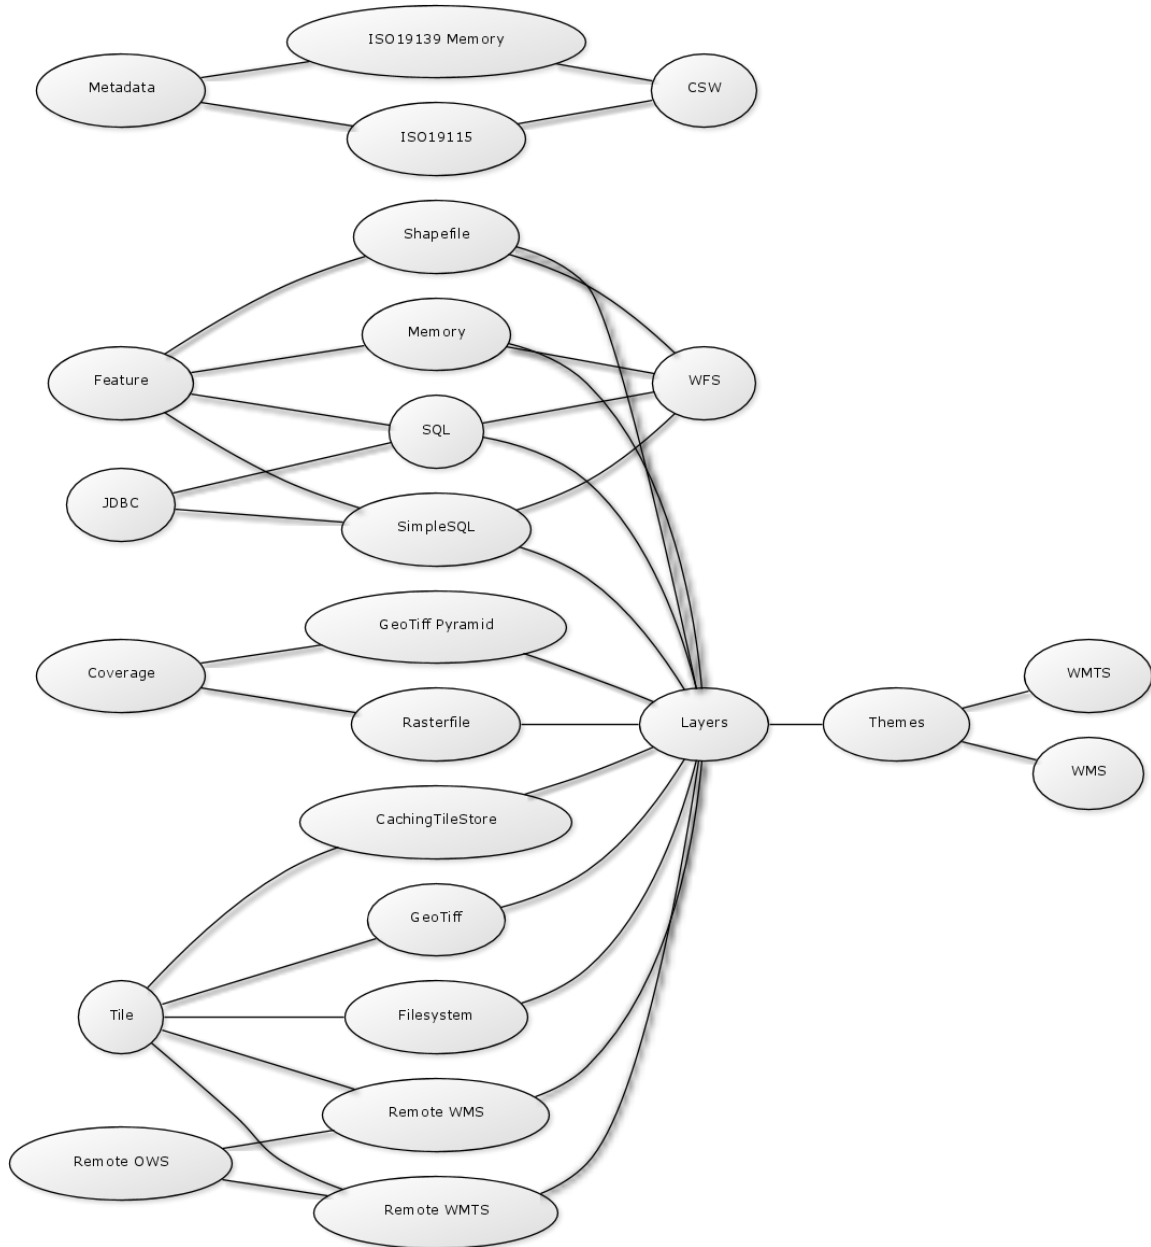 ISO19139 Memory
Metadata
CSW
ISO19115
Shapefile
Memory
Feature
WFS
SQL
JDBC
SimpleSQL
GeoTiff Pyramid
Coverage
WMTS
Rasterfile
Layers
Themes
WMS
CachingTileStore
GeoTiff
Tile
Filesystem
Remote WMS
Remote OWS
Remote WMTS